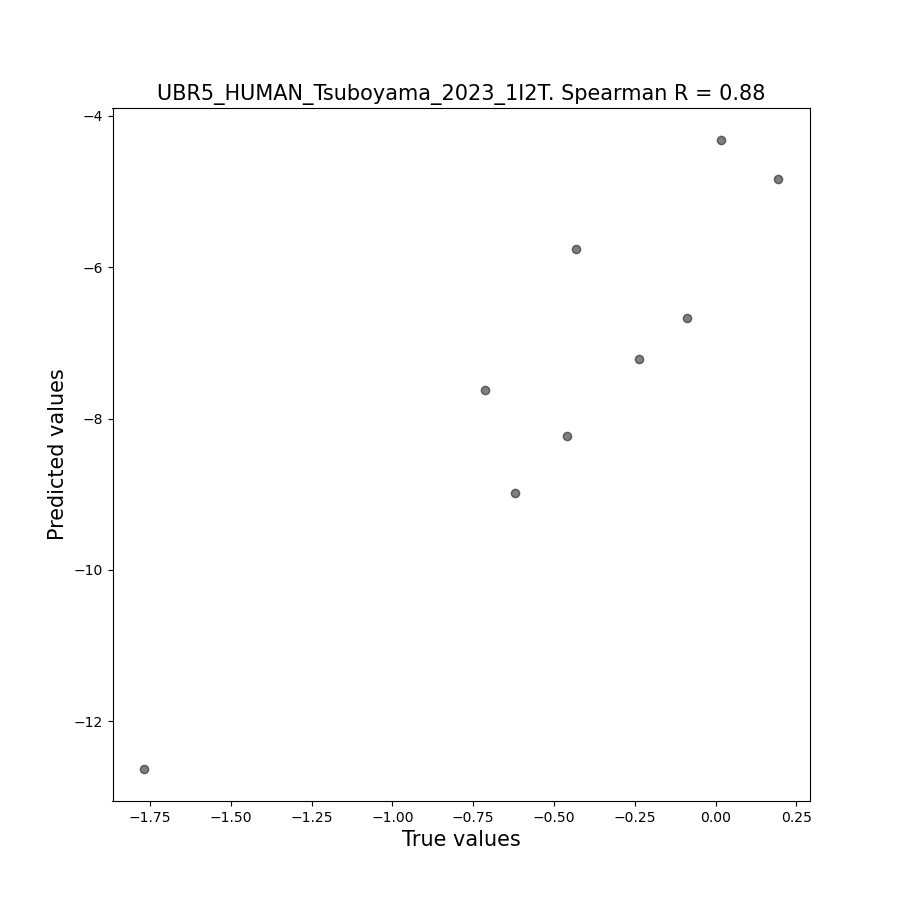 UBR5_HUMAN_Tsuboyama_2023_1I2T. Spearman R = 0.88
−4
−6
−8
−10
−12
Predicted values
−1.75 −1.50 −1.25 −1.00 −0.75 −0.50 −0.25 0.00 0.25
True values